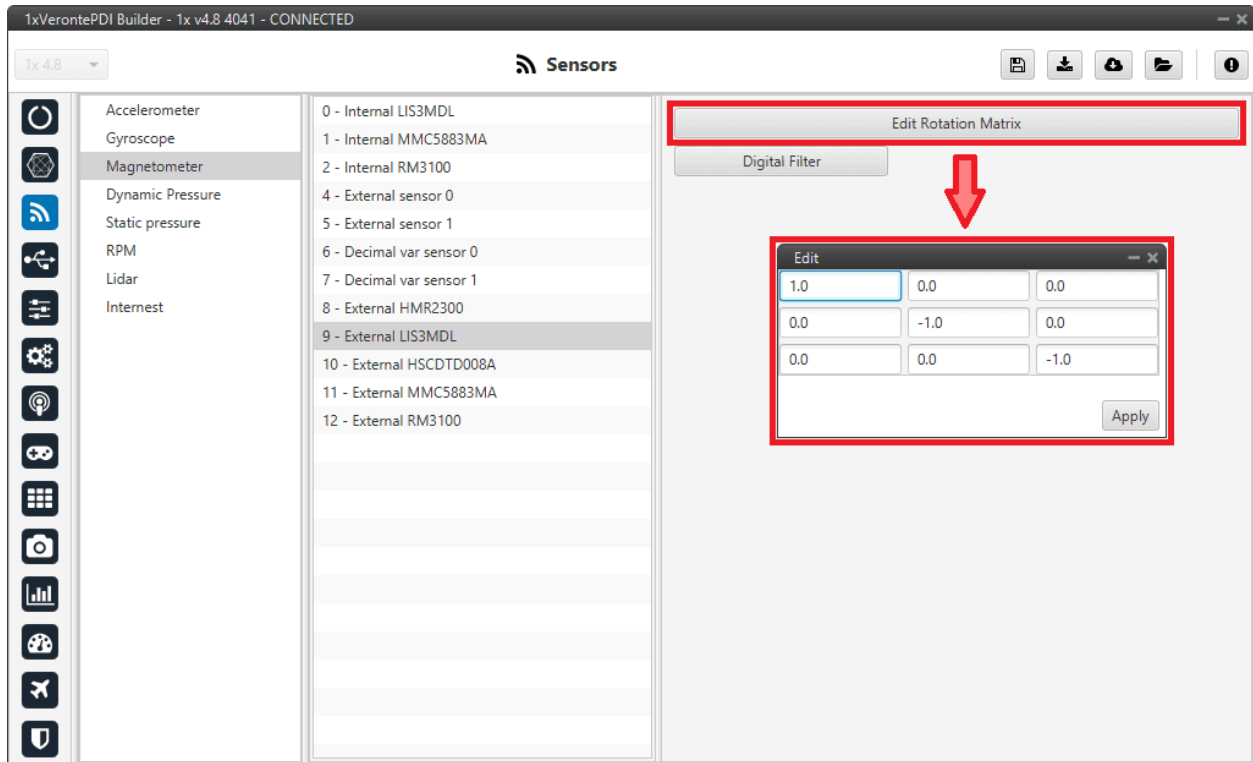 1xVerontePDI Builder - 1x v4.8 4041 - CONNECTED
1x 4.8
Sensors
Accelerometer
Gyroscope
Magnetometer
Dynamic Pressure
Static pressure
RPM
Lidar
Internest
0 - Internal LIS3MDL
1 - Internal MMC5883MA
2 - Internal RM3100
4 - External sensor 0
5 - External sensor 1
6 - Decimal var sensor 0
7 - Decimal var sensor 1
8 - External HMR2300
9 - External LIS3MDL
10 - External HSCDTD008A
11 - External MMC5883MA
12 - External RM3100
Edit Rotation Matrix
Digital Filter
Edit
1.0 0.0 0.0
0.0 -1.0 0.0
0.0 0.0 -1.0
Apply